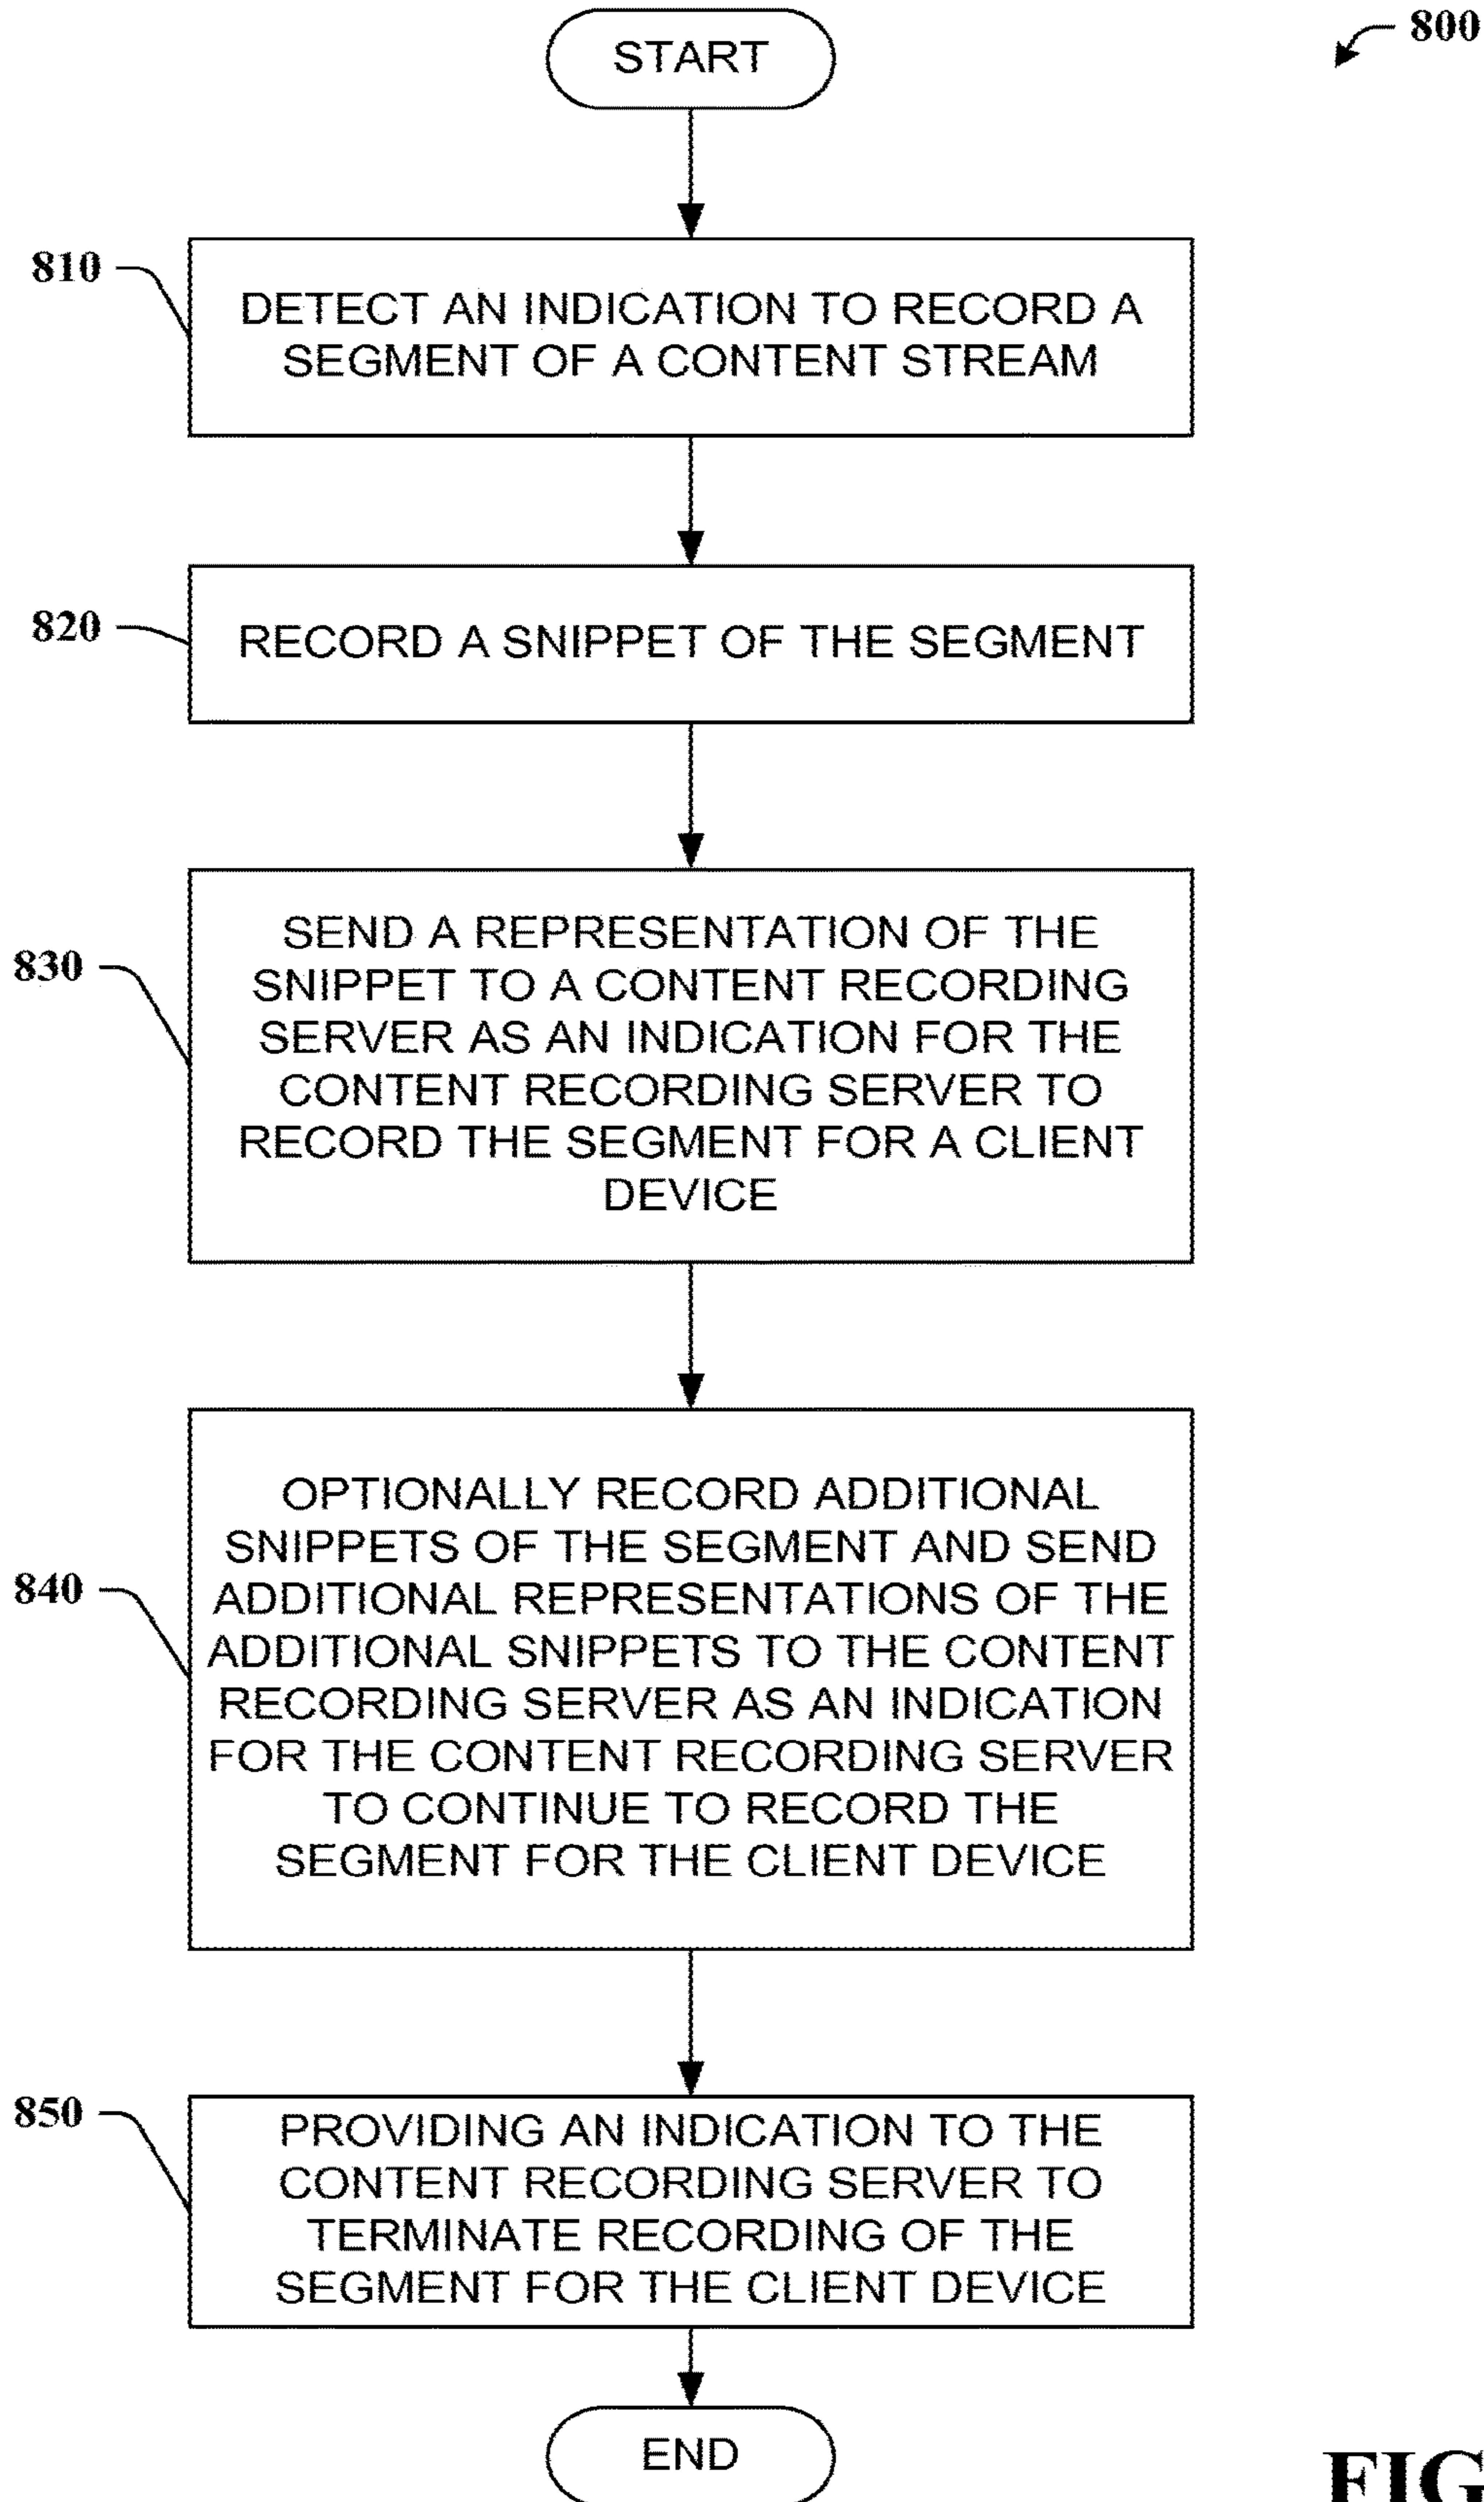 START
800
810
DETECT AN INDICATION TO RECORD A
SEGMENT OF A CONTENT STREAM
820
RECORD A SNIPPET OF THE SEGMENT
830
SEND A REPRESENTATION OF THE
SNIPPET TO A CONTENT RECORDING
SERVER AS AN INDICATION FOR THE
CONTENT RECORDING SERVER TO
RECORD THE SEGMENT FOR A CLIENT
DEVICE
840
OPTIONALLY RECORD ADDITIONAL
SNIPPETS OF THE SEGMENT AND SEND
ADDITIONAL REPRESENTATIONS OF THE
ADDITIONAL SNIPPETS TO THE CONTENT
RECORDING SERVER AS AN INDICATION
FOR THE CONTENT RECORDING SERVER
TO CONTINUE TO RECORD THE
SEGMENT FOR THE CLIENT DEVICE
850
PROVIDING AN INDICATION TO THE
CONTENT RECORDING SERVER TO
TERMINATE RECORDING OF THE
SEGMENT FOR THE CLIENT DEVICE
END
FIG